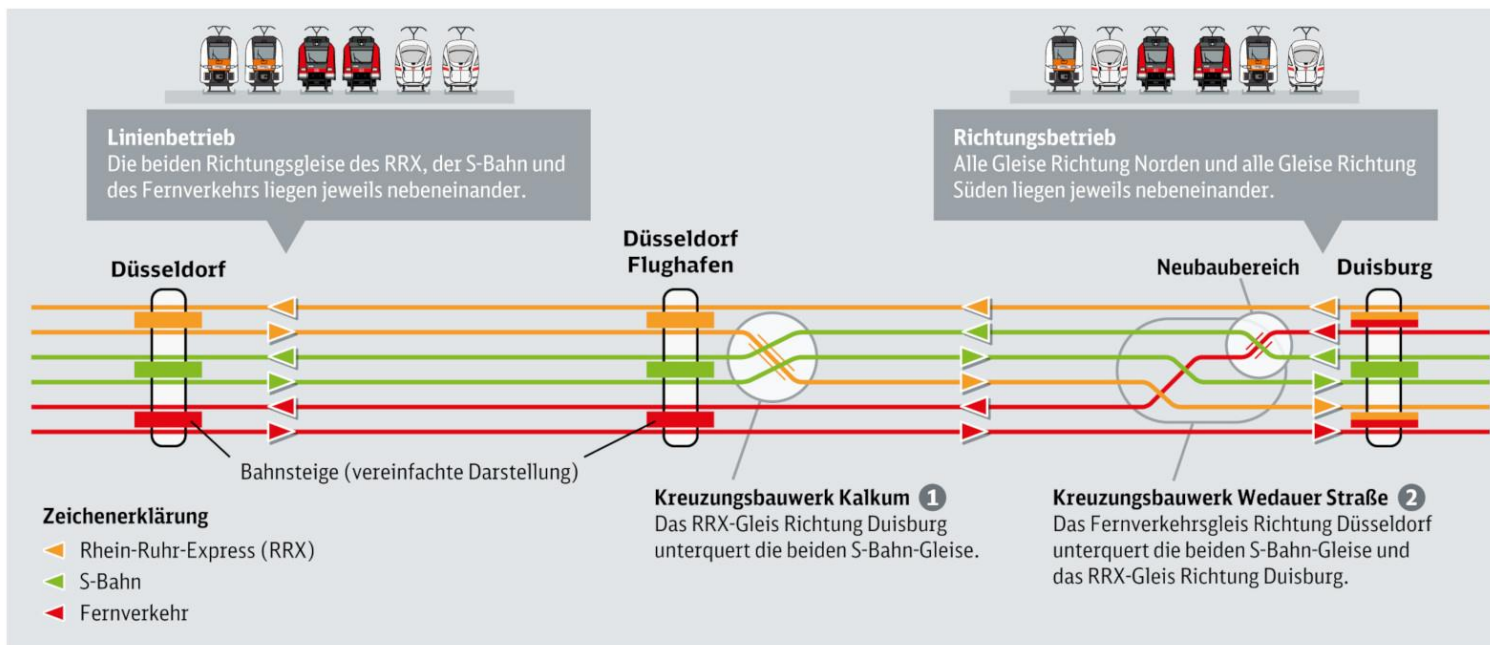 Linienbetrieb
Die beiden Richtungsgleise des RRX, der S-Bahn und
des Fernverkehrs liegen jeweils nebeneinander.
Richtungsbetrieb
Alle Gleise Richtung Norden und alle Gleise Richtung
Süden liegen jeweils nebeneinander.
Düsseldorf
Düsseldorf
Flughafen
Neubaubereich
Duisburg
Bahnsteige (vereinfachte Darstellung)
Zeichenerklärung
Rhein-Ruhr-Express (RRX)
S-Bahn
Fernverkehr
Kreuzungsbauwerk Kalkum 1
Das RRX-Gleis Richtung Duisburg
unterquert die beiden S-Bahn-Gleise.
Kreuzungsbauwerk Wedauer Straße 2
Das Fernverkehrsgleis Richtung Düsseldorf
unterquert die beiden S-Bahn-Gleise und
das RRX-Gleis Richtung Duisburg.